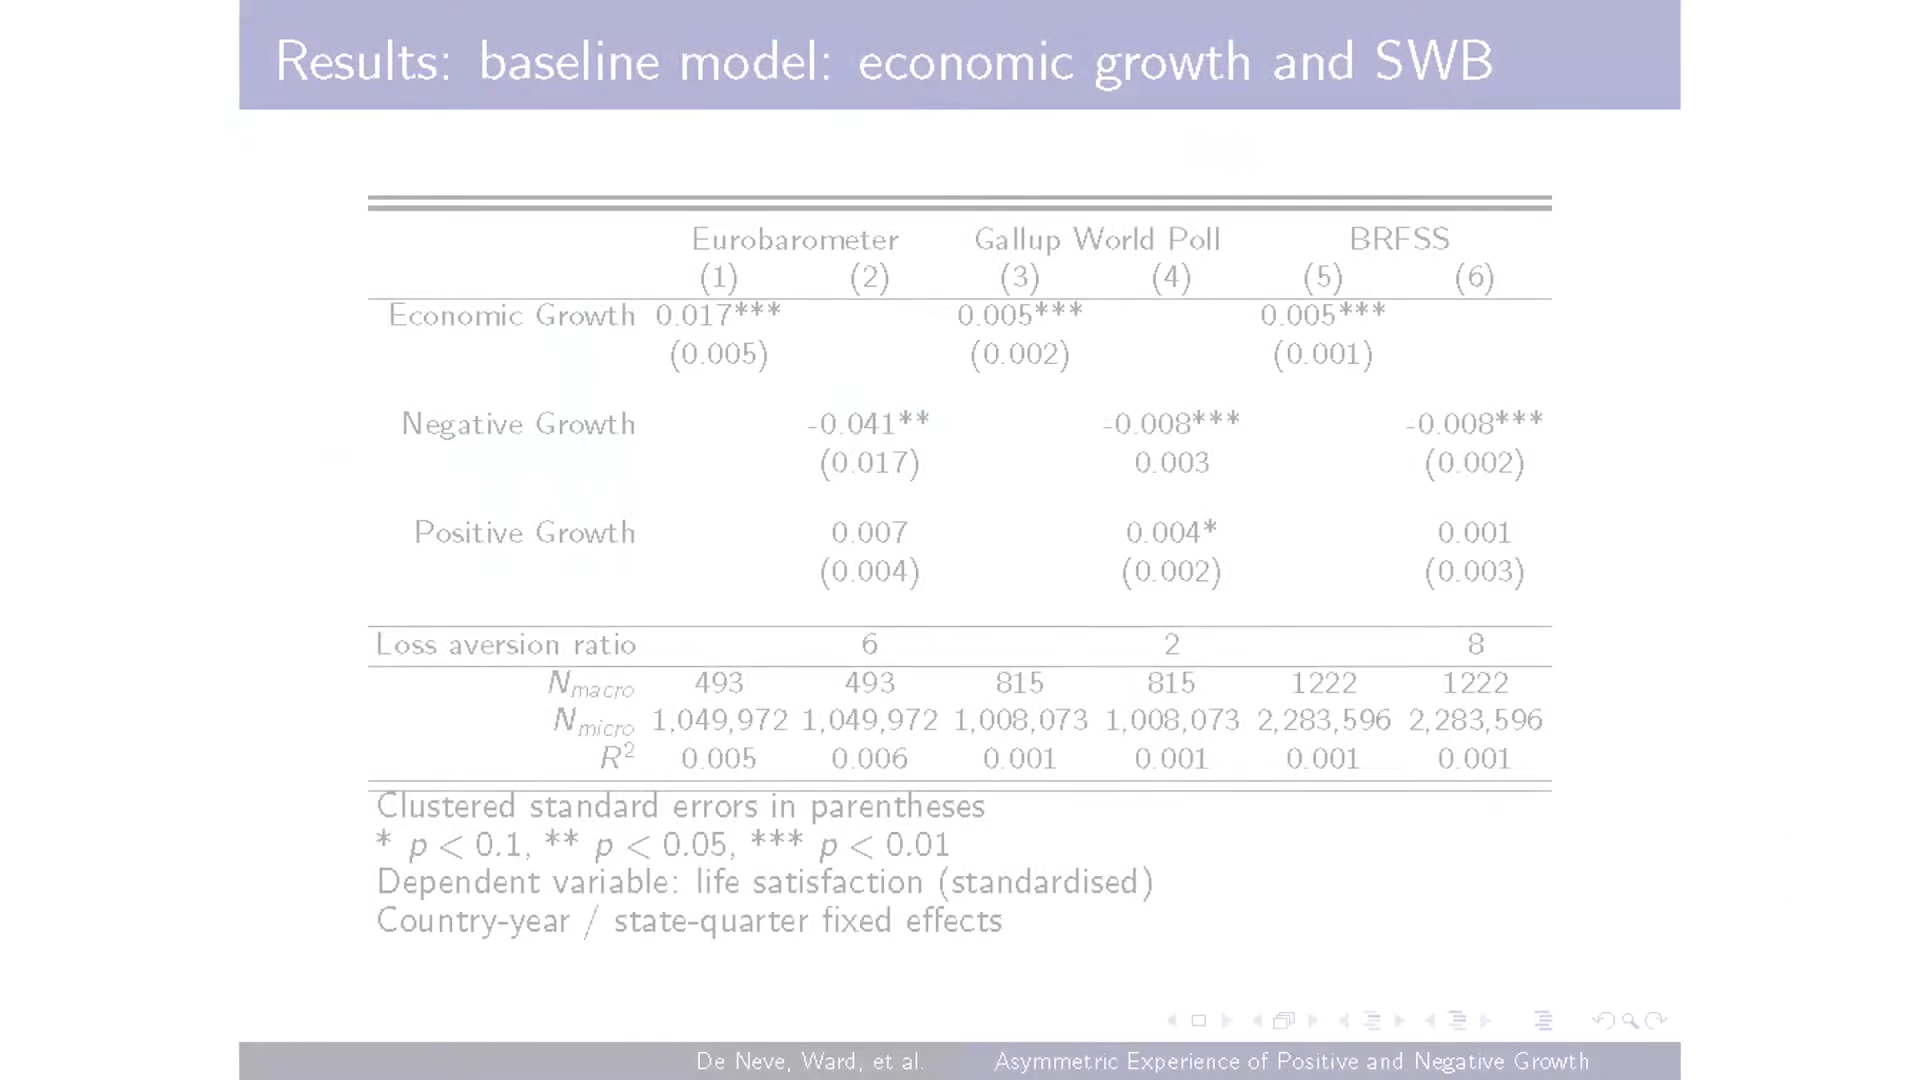 Results: baseline model: economic growth and SWB
Eurobarometer Gallup World Poll BRFSS
(1) (2) (3) (4) (5) (6)
Economic Growth 0.017*** 0.005*** 0.005***
(0.005) (0.002) (0.001)
Negative Growth -0.041** -0.008*** -0.008***
(0.017) 0.003 (0.002)
Positive Growth 0.007 0.004* 0.001
(0.004) (0.002) (0.003)
Loss aversion ratio 6 2 8
Nmacro 493 493 815 815 1222 1222
Nmicro 1,049,972 1,049,972 1,008,073 1,008,073 2,283,596 2,283,596
R² 0.005 0.006 0.001 0.001 0.001 0.001
Clustered standard errors in parentheses
* p < 0.1, ** p < 0.05, *** p < 0.01
Dependent variable: life satisfaction (standardised)
Country-year / state-quarter fixed effects
De Neve, Ward, et al. Asymmetric Experience of Positive and Negative Growth